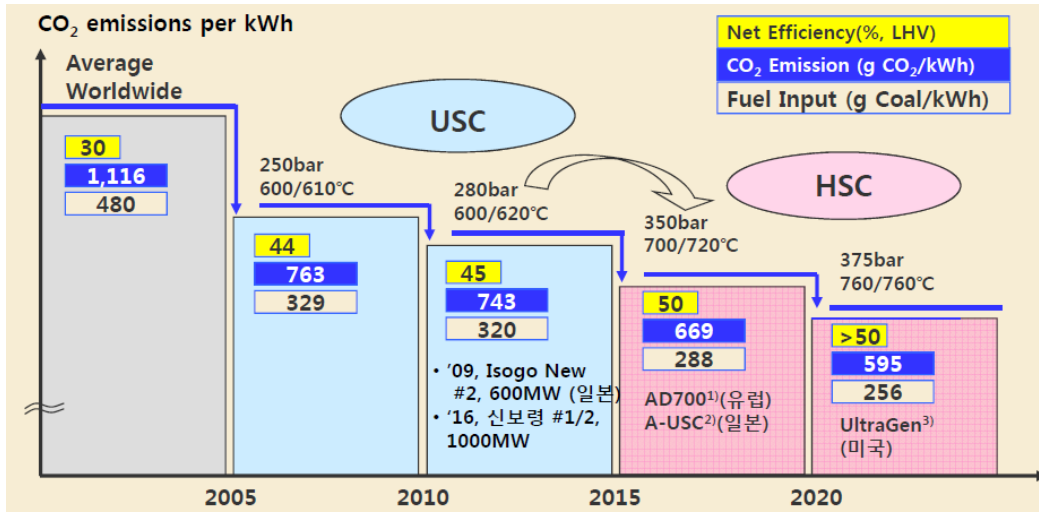 CO₂ emissions per kWh
Net Efficiency(%, LHV)
CO₂ Emission (g CO₂/kWh)
Fuel Input (g Coal/kWh)
Average
Worldwide
USC
HSC
30
1,116
480
250bar
600/610℃
44
763
329
280bar
600/620℃
45
743
320
• ’09, Isogo New
#2, 600MW (일본)
• ‘16, 신보령 #1/2,
1000MW
350bar
700/720℃
50
669
288
AD700¹⁾(유럽)
A-USC²⁾(일본)
375bar
760/760℃
>50
595
256
UltraGen³⁾
(미국)
2005
2010
2015
2020